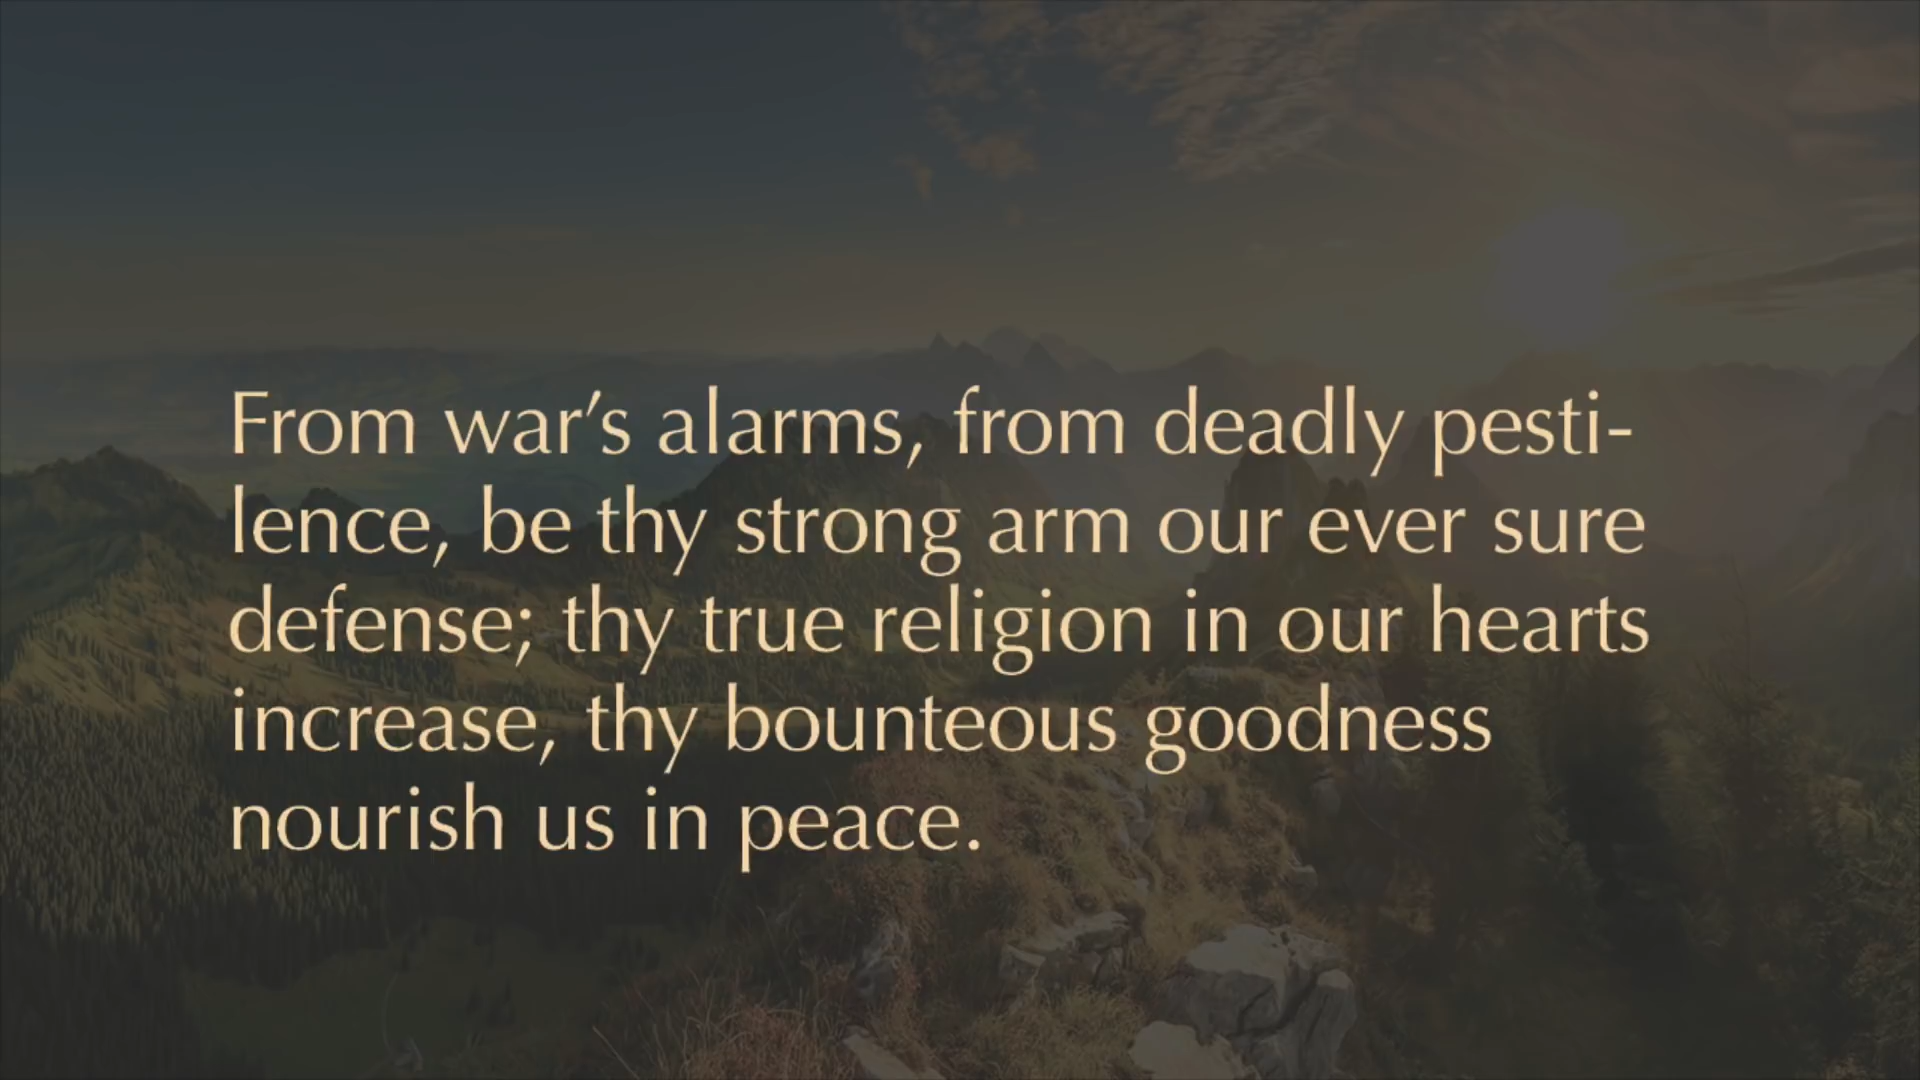 From war’s alarms, from deadly pesti-
lence, be thy strong arm our ever sure
defense; thy true religion in our hearts
increase, thy bounteous goodness
nourish us in peace.